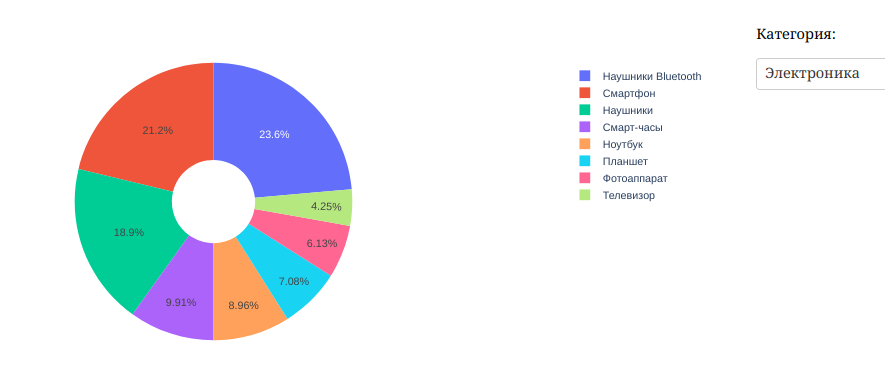 Категория:
Электроника
Наушники Bluetooth
Смартфон
Наушники
Смарт-часы
Ноутбук
Планшет
Фотоаппарат
Телевизор
21.2%
23.6%
4.25%
18.9%
6.13%
7.08%
9.91%
8.96%